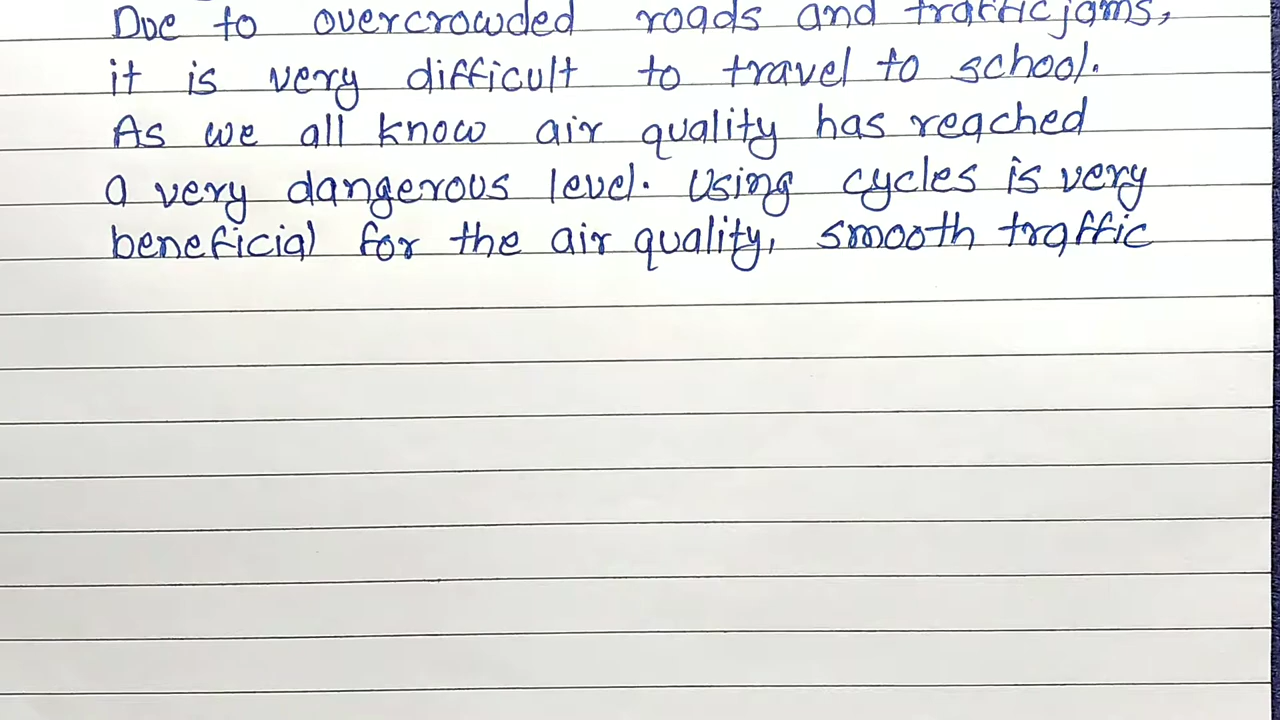 Due to overcrowded roads and traffic jams,
it is very difficult to travel to school.
As we all know air quality has reached
a very dangerous level. Using cycles is very
beneficial for the air quality, smooth traffic